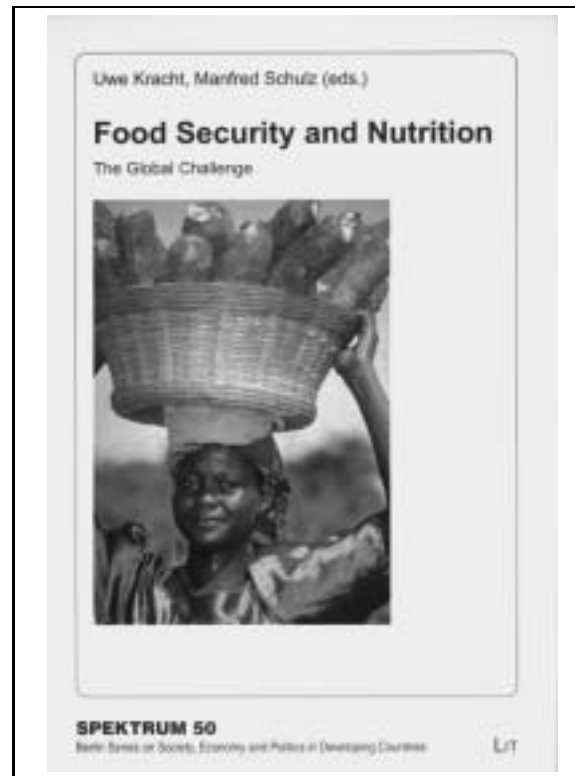 Uwe Kracht, Manfred Schulz (eds.)
Food Security and Nutrition
The Global Challenge
SPEKTRUM 50
Berlin Series on Society, Economy and Politics in Developing Countries
LIT